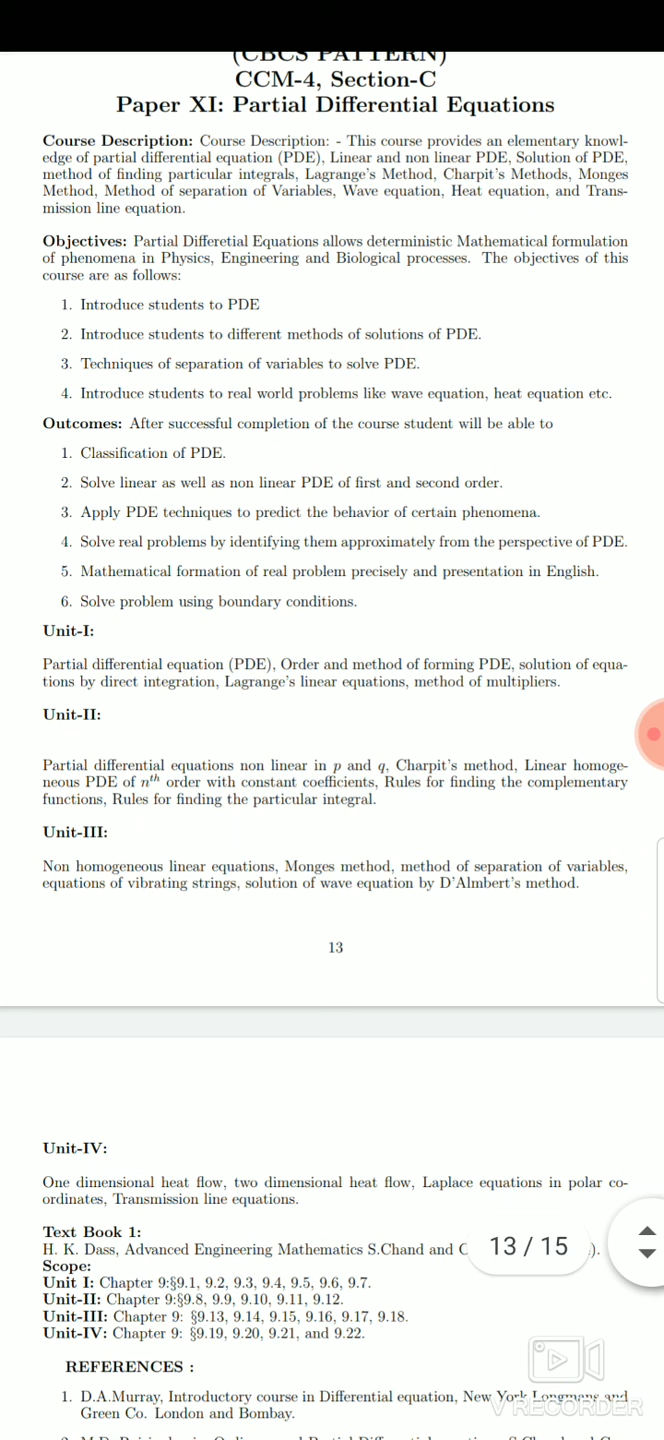 (CBCS PATTERN)
CCM-4, Section-C
Paper XI: Partial Differential Equations
Course Description: Course Description: - This course provides an elementary knowl-
edge of partial differential equation (PDE), Linear and non linear PDE, Solution of PDE,
method of finding particular integrals, Lagrange's Method, Charpit's Methods, Monges
Method, Method of separation of Variables, Wave equation, Heat equation, and Trans-
mission line equation.
Objectives: Partial Differetial Equations allows deterministic Mathematical formulation
of phenomena in Physics, Engineering and Biological processes. The objectives of this
course are as follows:
1. Introduce students to PDE
2. Introduce students to different methods of solutions of PDE.
3. Techniques of separation of variables to solve PDE.
4. Introduce students to real world problems like wave equation, heat equation etc.
Outcomes: After successful completion of the course student will be able to
1. Classification of PDE.
2. Solve linear as well as non linear PDE of first and second order.
3. Apply PDE techniques to predict the behavior of certain phenomena.
4. Solve real problems by identifying them approximately from the perspective of PDE.
5. Mathematical formation of real problem precisely and presentation in English.
6. Solve problem using boundary conditions.
Unit-I:
Partial differential equation (PDE), Order and method of forming PDE, solution of equa-
tions by direct integration, Lagrange's linear equations, method of multipliers.
Unit-II:
Partial differential equations non linear in p and q, Charpit's method, Linear homoge-
neous PDE of nth order with constant coefficients, Rules for finding the complementary
functions, Rules for finding the particular integral.
Unit-III:
Non homogeneous linear equations, Monges method, method of separation of variables,
equations of vibrating strings, solution of wave equation by D'Almbert's method.
13
Unit-IV:
One dimensional heat flow, two dimensional heat flow, Laplace equations in polar co-
ordinates, Transmission line equations.
Text Book 1:
H. K. Dass, Advanced Engineering Mathematics S.Chand and C ).
13 / 15
Scope:
Unit I: Chapter 9:§9.1, 9.2, 9.3, 9.4, 9.5, 9.6, 9.7.
Unit-II: Chapter 9:§9.8, 9.9, 9.10, 9.11, 9.12.
Unit-III: Chapter 9: §9.13, 9.14, 9.15, 9.16, 9.17, 9.18.
Unit-IV: Chapter 9: §9.19, 9.20, 9.21, and 9.22.
REFERENCES :
1. D.A.Murray, Introductory course in Differential equation, New York Longmans and
Green Co. London and Bombay.
V RECORDER